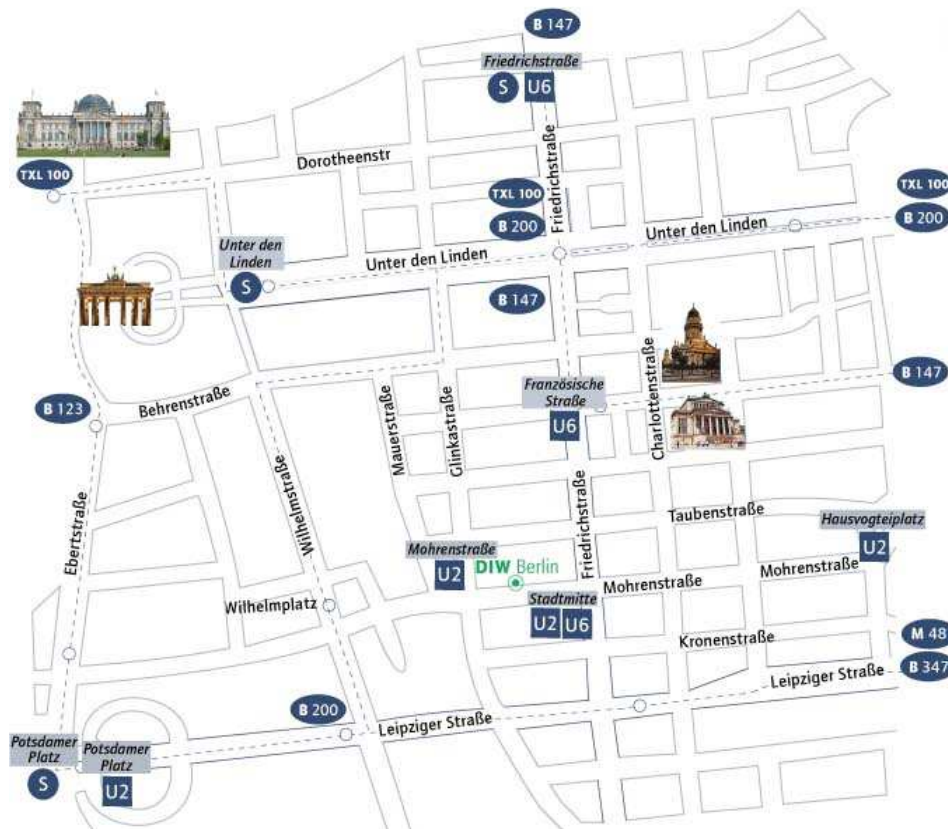 B 147
Friedrichstraße
S
U6
Dorotheenstr
TXL 100
TXL 100
TXL 100
B 200
B 200
Friedrichstraße
Unter den
Linden
S
Unter den Linden
Unter den Linden
B 147
B 147
Französische
Straße
U6
Charlottenstraße
B 123
Behrenstraße
Mauerstraße
Glinkastraße
Ebertstraße
Wilhelmstraße
Friedrichstraße
Taubenstraße
Hausvogteiplatz
U2
Mohrenstraße
U2
DIW Berlin
Mohrenstraße
Mohrenstraße
Stadtmitte
U2
U6
Wilhelmplatz
Kronenstraße
M 48
B 347
B 200
Leipziger Straße
Leipziger Straße
Potsdamer
Platz
S
Potsdamer
Platz
U2